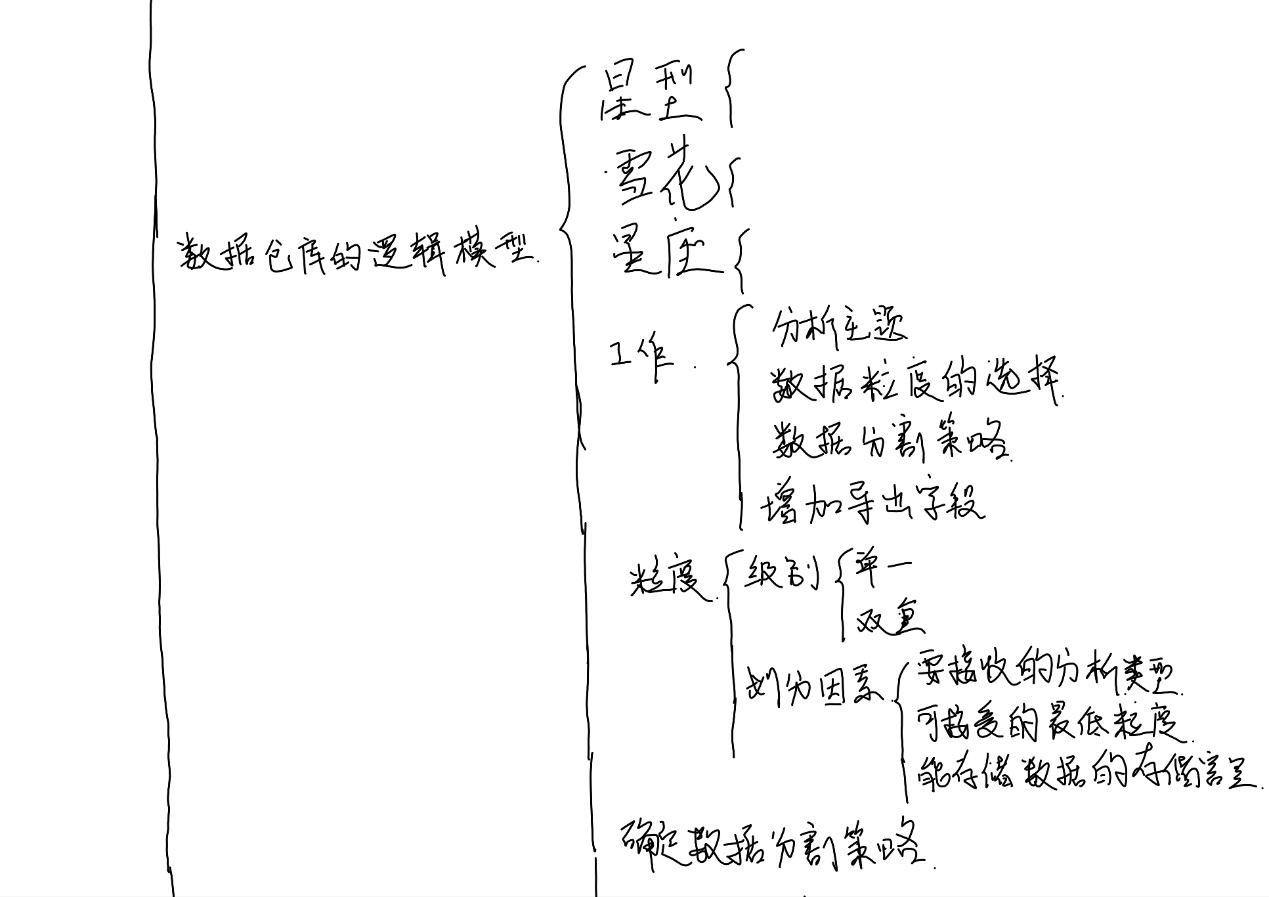 星型
雪花
星座
数据仓库的逻辑模型.
工作.
分析主题
数据粒度的选择
数据分割策略.
增加导出字段
粒度.
级别
单一
双重
划分因素
要接收的分析类型
可接受的最低粒度.
能存储数据的存储容量.
确定数据分割策略.